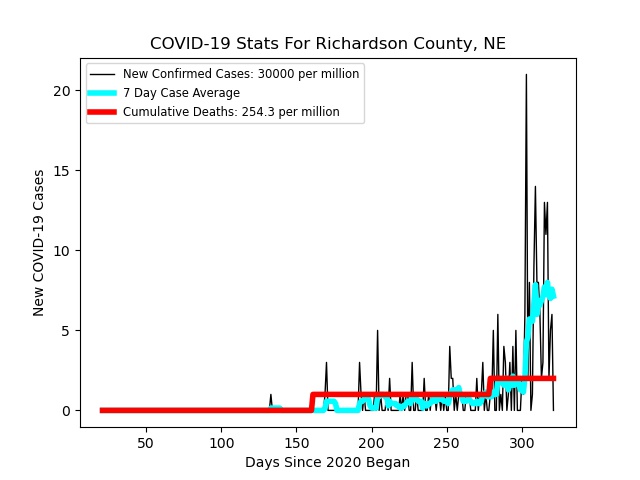 COVID-19 Stats For Richardson County, NE
New Confirmed Cases: 30000 per million
7 Day Case Average
Cumulative Deaths: 254.3 per million
20
15
10
5
0
New COVID-19 Cases
50 100 150 200 250 300
Days Since 2020 Began